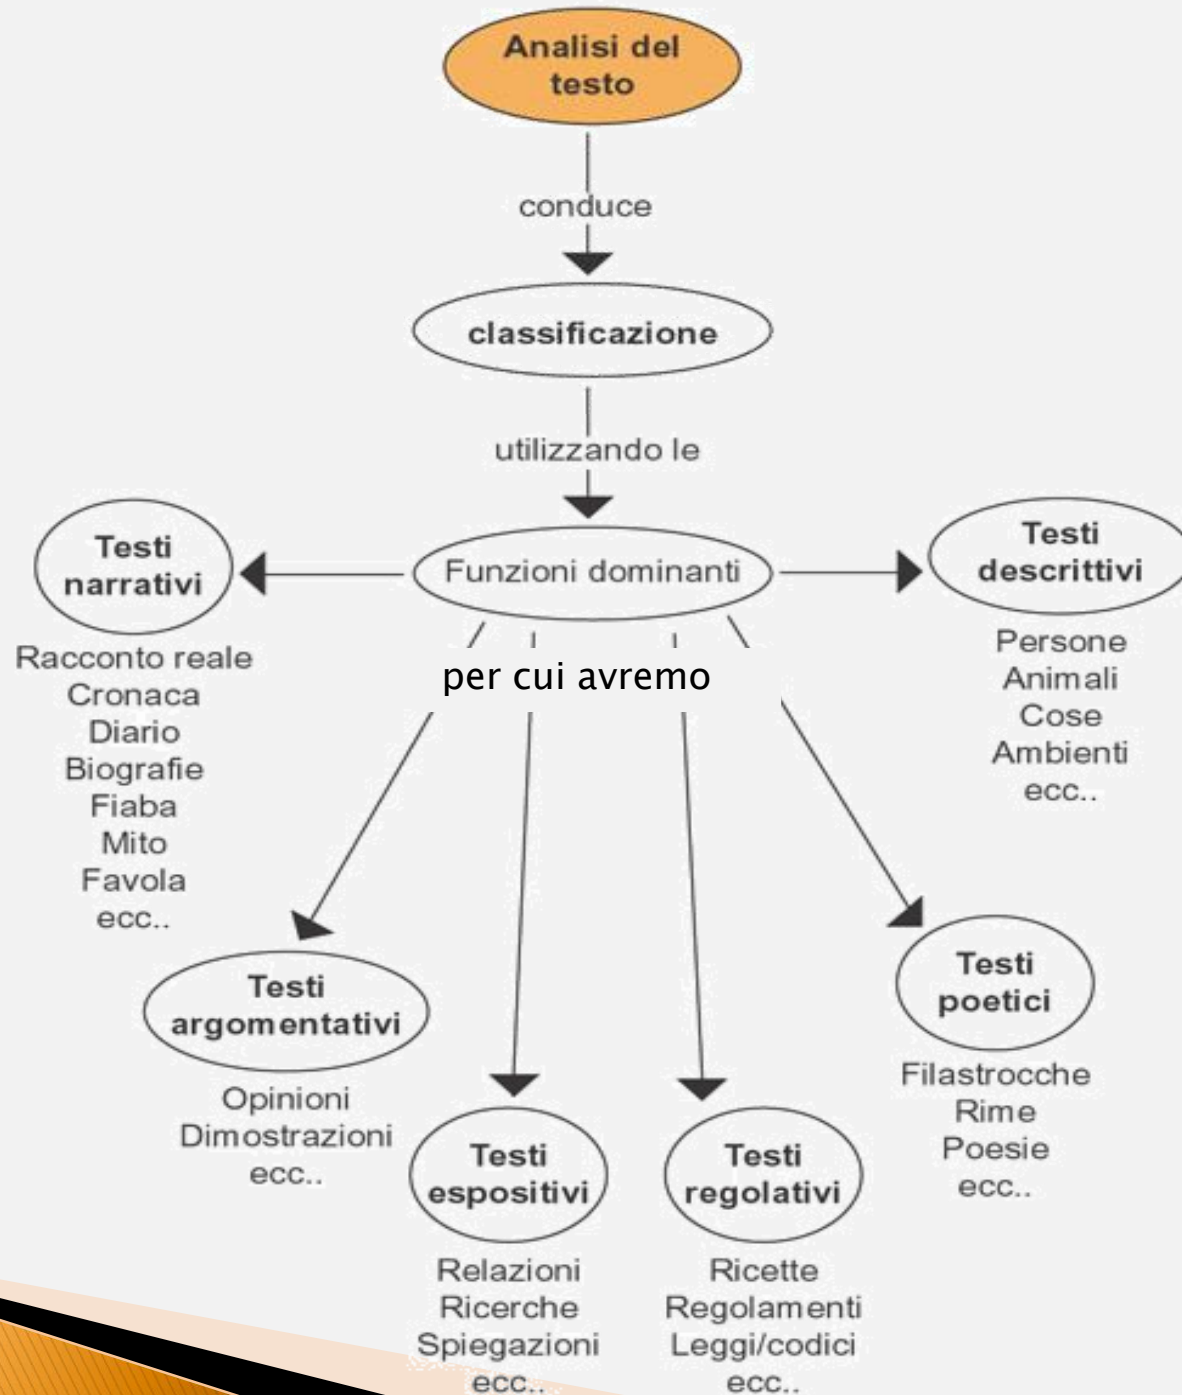 Analisi del
testo
conduce
classificazione
utilizzando le
Funzioni dominanti
per cui avremo
Testi
narrativi
Racconto reale
Cronaca
Diario
Biografie
Fiaba
Mito
Favola
ecc..
Testi
descrittivi
Persone
Animali
Cose
Ambienti
ecc..
Testi
argomentativi
Opinioni
Dimostrazioni
ecc..
Testi
espositivi
Relazioni
Ricerche
Spiegazioni
ecc..
Testi
regolativi
Ricette
Regolamenti
Leggi/codici
ecc..
Testi
poetici
Filastrocche
Rime
Poesie
ecc..